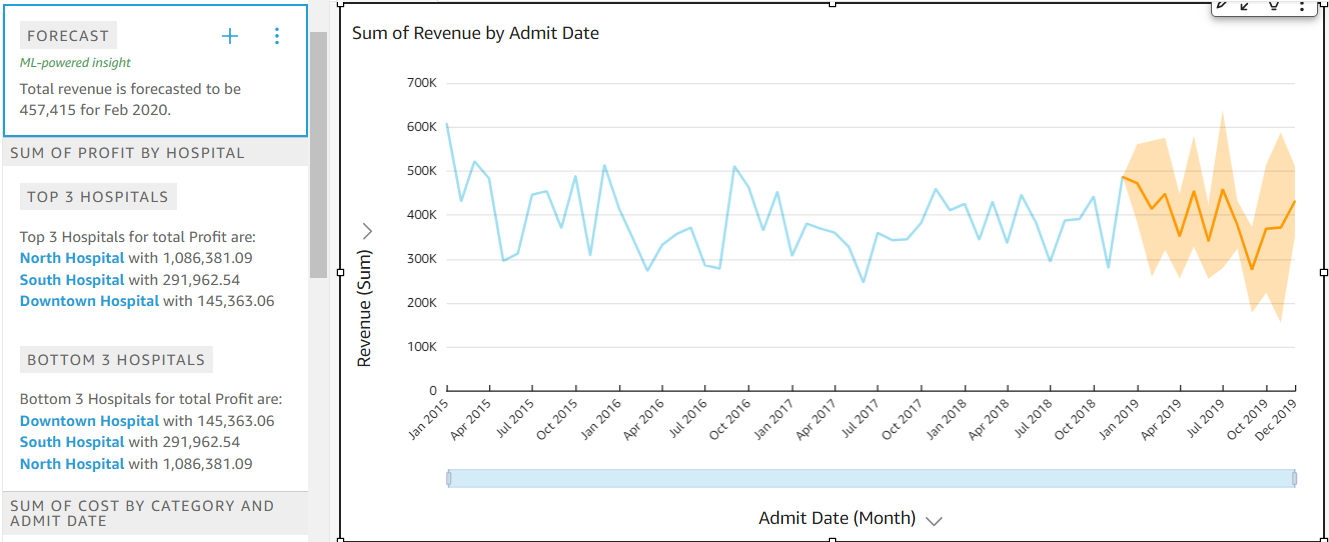 FORECAST
ML-powered insight
Total revenue is forecasted to be
457,415 for Feb 2020.
SUM OF PROFIT BY HOSPITAL
TOP 3 HOSPITALS
Top 3 Hospitals for total Profit are:
North Hospital with 1,086,381.09
South Hospital with 291,962.54
Downtown Hospital with 145,363.06
BOTTOM 3 HOSPITALS
Bottom 3 Hospitals for total Profit are:
Downtown Hospital with 145,363.06
South Hospital with 291,962.54
North Hospital with 1,086,381.09
SUM OF COST BY CATEGORY AND
ADMIT DATE
Sum of Revenue by Admit Date
Revenue (Sum)
700K
600K
500K
400K
300K
200K
100K
0
Jan 2015
Apr 2015
Jul 2015
Oct 2015
Jan 2016
Apr 2016
Jul 2016
Oct 2016
Jan 2017
Apr 2017
Jul 2017
Oct 2017
Jan 2018
Apr 2018
Jul 2018
Oct 2018
Jan 2019
Apr 2019
Jul 2019
Oct 2019
Dec 2019
Admit Date (Month)